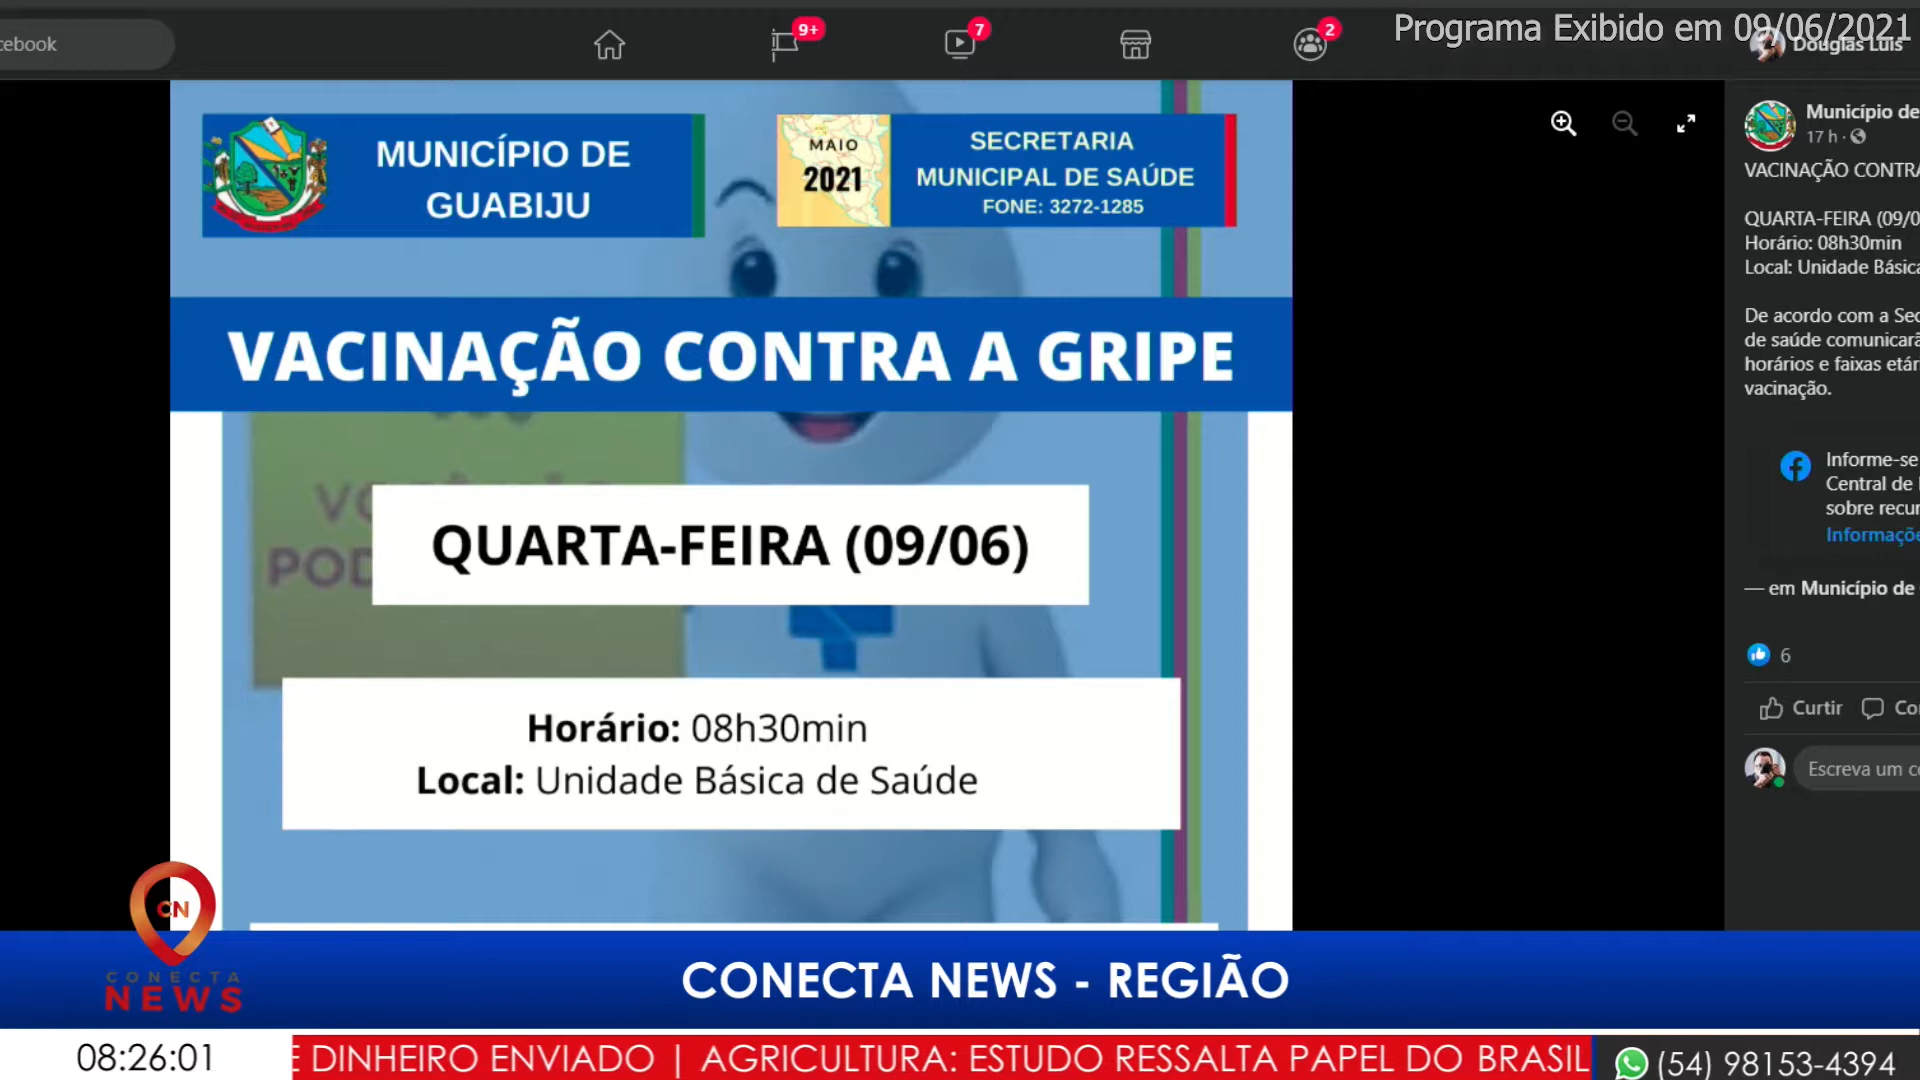 cebook
9+
7
2
Programa Exibido em 09/06/2021
Douglas Luis
MUNICÍPIO DE
GUABIJU
MAIO
2021
SECRETARIA
MUNICIPAL DE SAÚDE
FONE: 3272-1285
VACINAÇÃO CONTRA A GRIPE
QUARTA-FEIRA (09/06)
Horário: 08h30min
Local: Unidade Básica de Saúde
Município de
17 h
VACINAÇÃO CONTRA
QUARTA-FEIRA (09/0
Horário: 08h30min
Local: Unidade Básica
De acordo com a Sec
de saúde comunicarã
horários e faixas etár
vacinação.
Informe-se
Central de
sobre recur
Informaçõe
— em Município de
6
Curtir
Co
Escreva um c
CN
CONECTA
NEWS
CONECTA NEWS - REGIÃO
08:26:01
E DINHEIRO ENVIADO | AGRICULTURA: ESTUDO RESSALTA PAPEL DO BRASIL
(54) 98153-4394